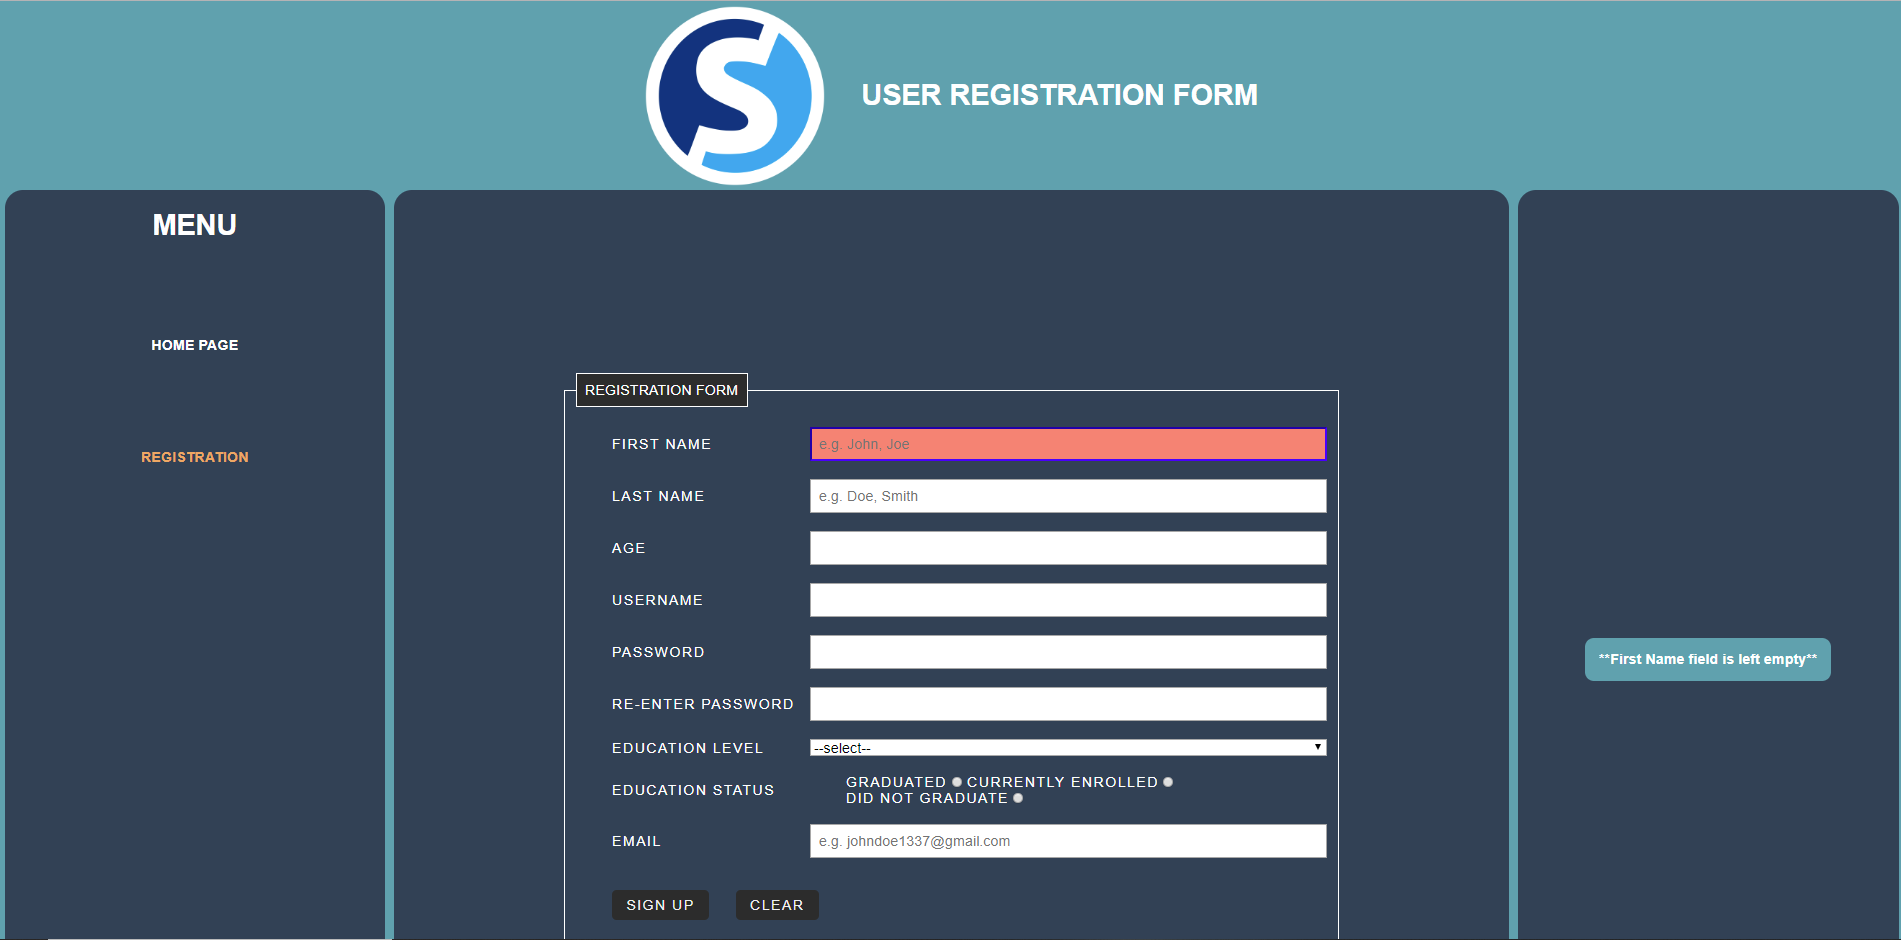 S
USER REGISTRATION FORM
MENU
HOME PAGE
REGISTRATION
REGISTRATION FORM
FIRST NAME e.g. John, Joe
LAST NAME e.g. Doe, Smith
AGE
USERNAME
PASSWORD
RE-ENTER PASSWORD
EDUCATION LEVEL --select--
EDUCATION STATUS GRADUATED CURRENTLY ENROLLED
DID NOT GRADUATE
EMAIL e.g. johndoe1337@gmail.com
SIGN UP CLEAR
**First Name field is left empty**